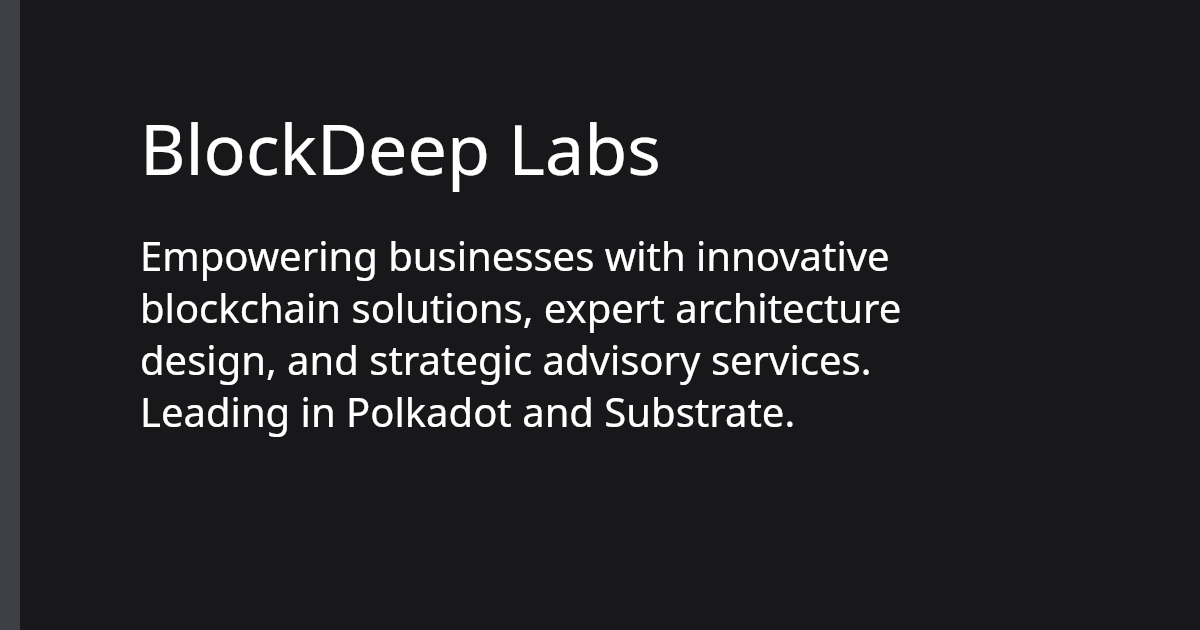 BlockDeep Labs
Empowering businesses with innovative
blockchain solutions, expert architecture
design, and strategic advisory services.
Leading in Polkadot and Substrate.